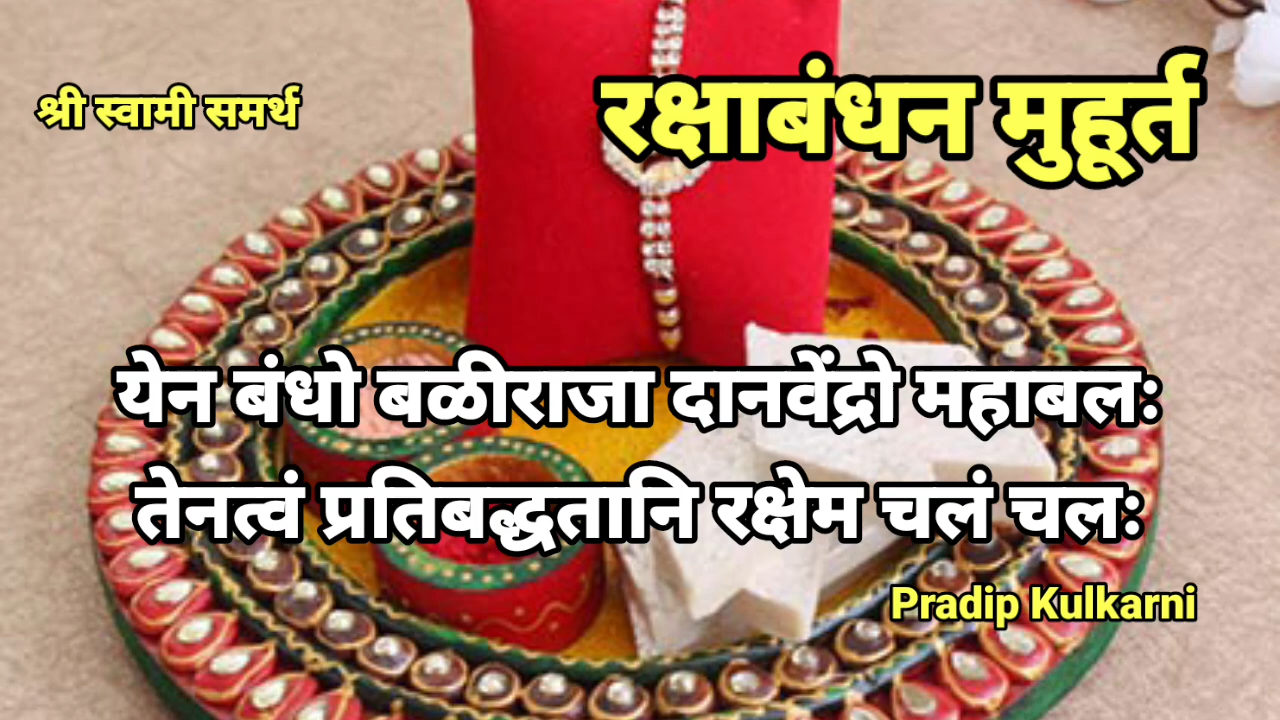 श्री स्वामी समर्थ
रक्षाबंधन मुहूर्त
येन बंधो बळीराजा दानवेंद्रो महाबलः
तेनत्वं प्रतिबद्धतानि रक्षेम चलं चलः
Pradip Kulkarni